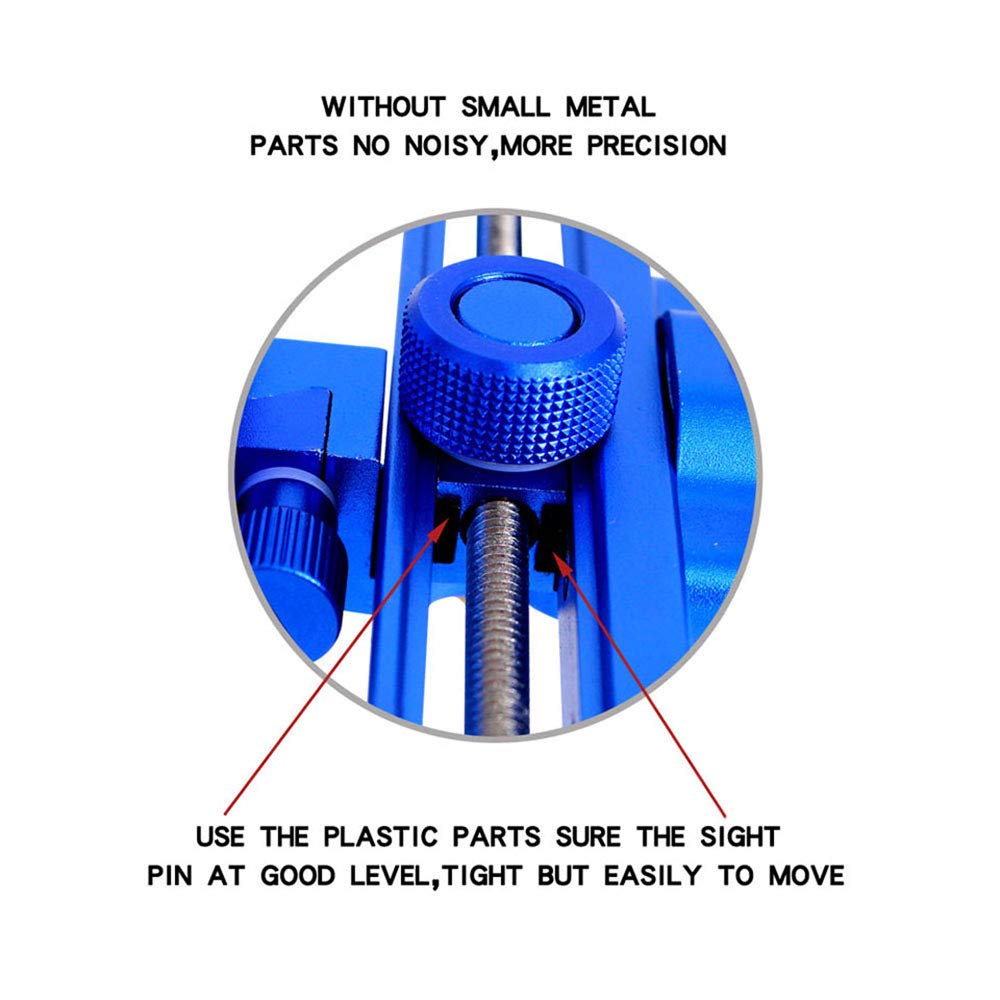 WITHOUT SMALL METAL
PARTS NO NOISY,MORE PRECISION
USE THE PLASTIC PARTS SURE THE SIGHT
PIN AT GOOD LEVEL,TIGHT BUT EASILY TO MOVE